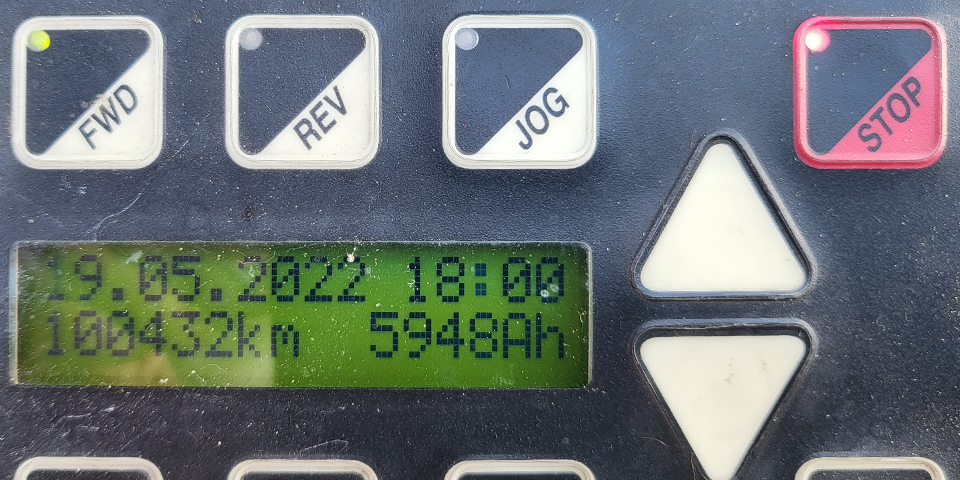 FWD
REV
JOG
STOP
19.05.2022 18:00
100432km 5948Ah